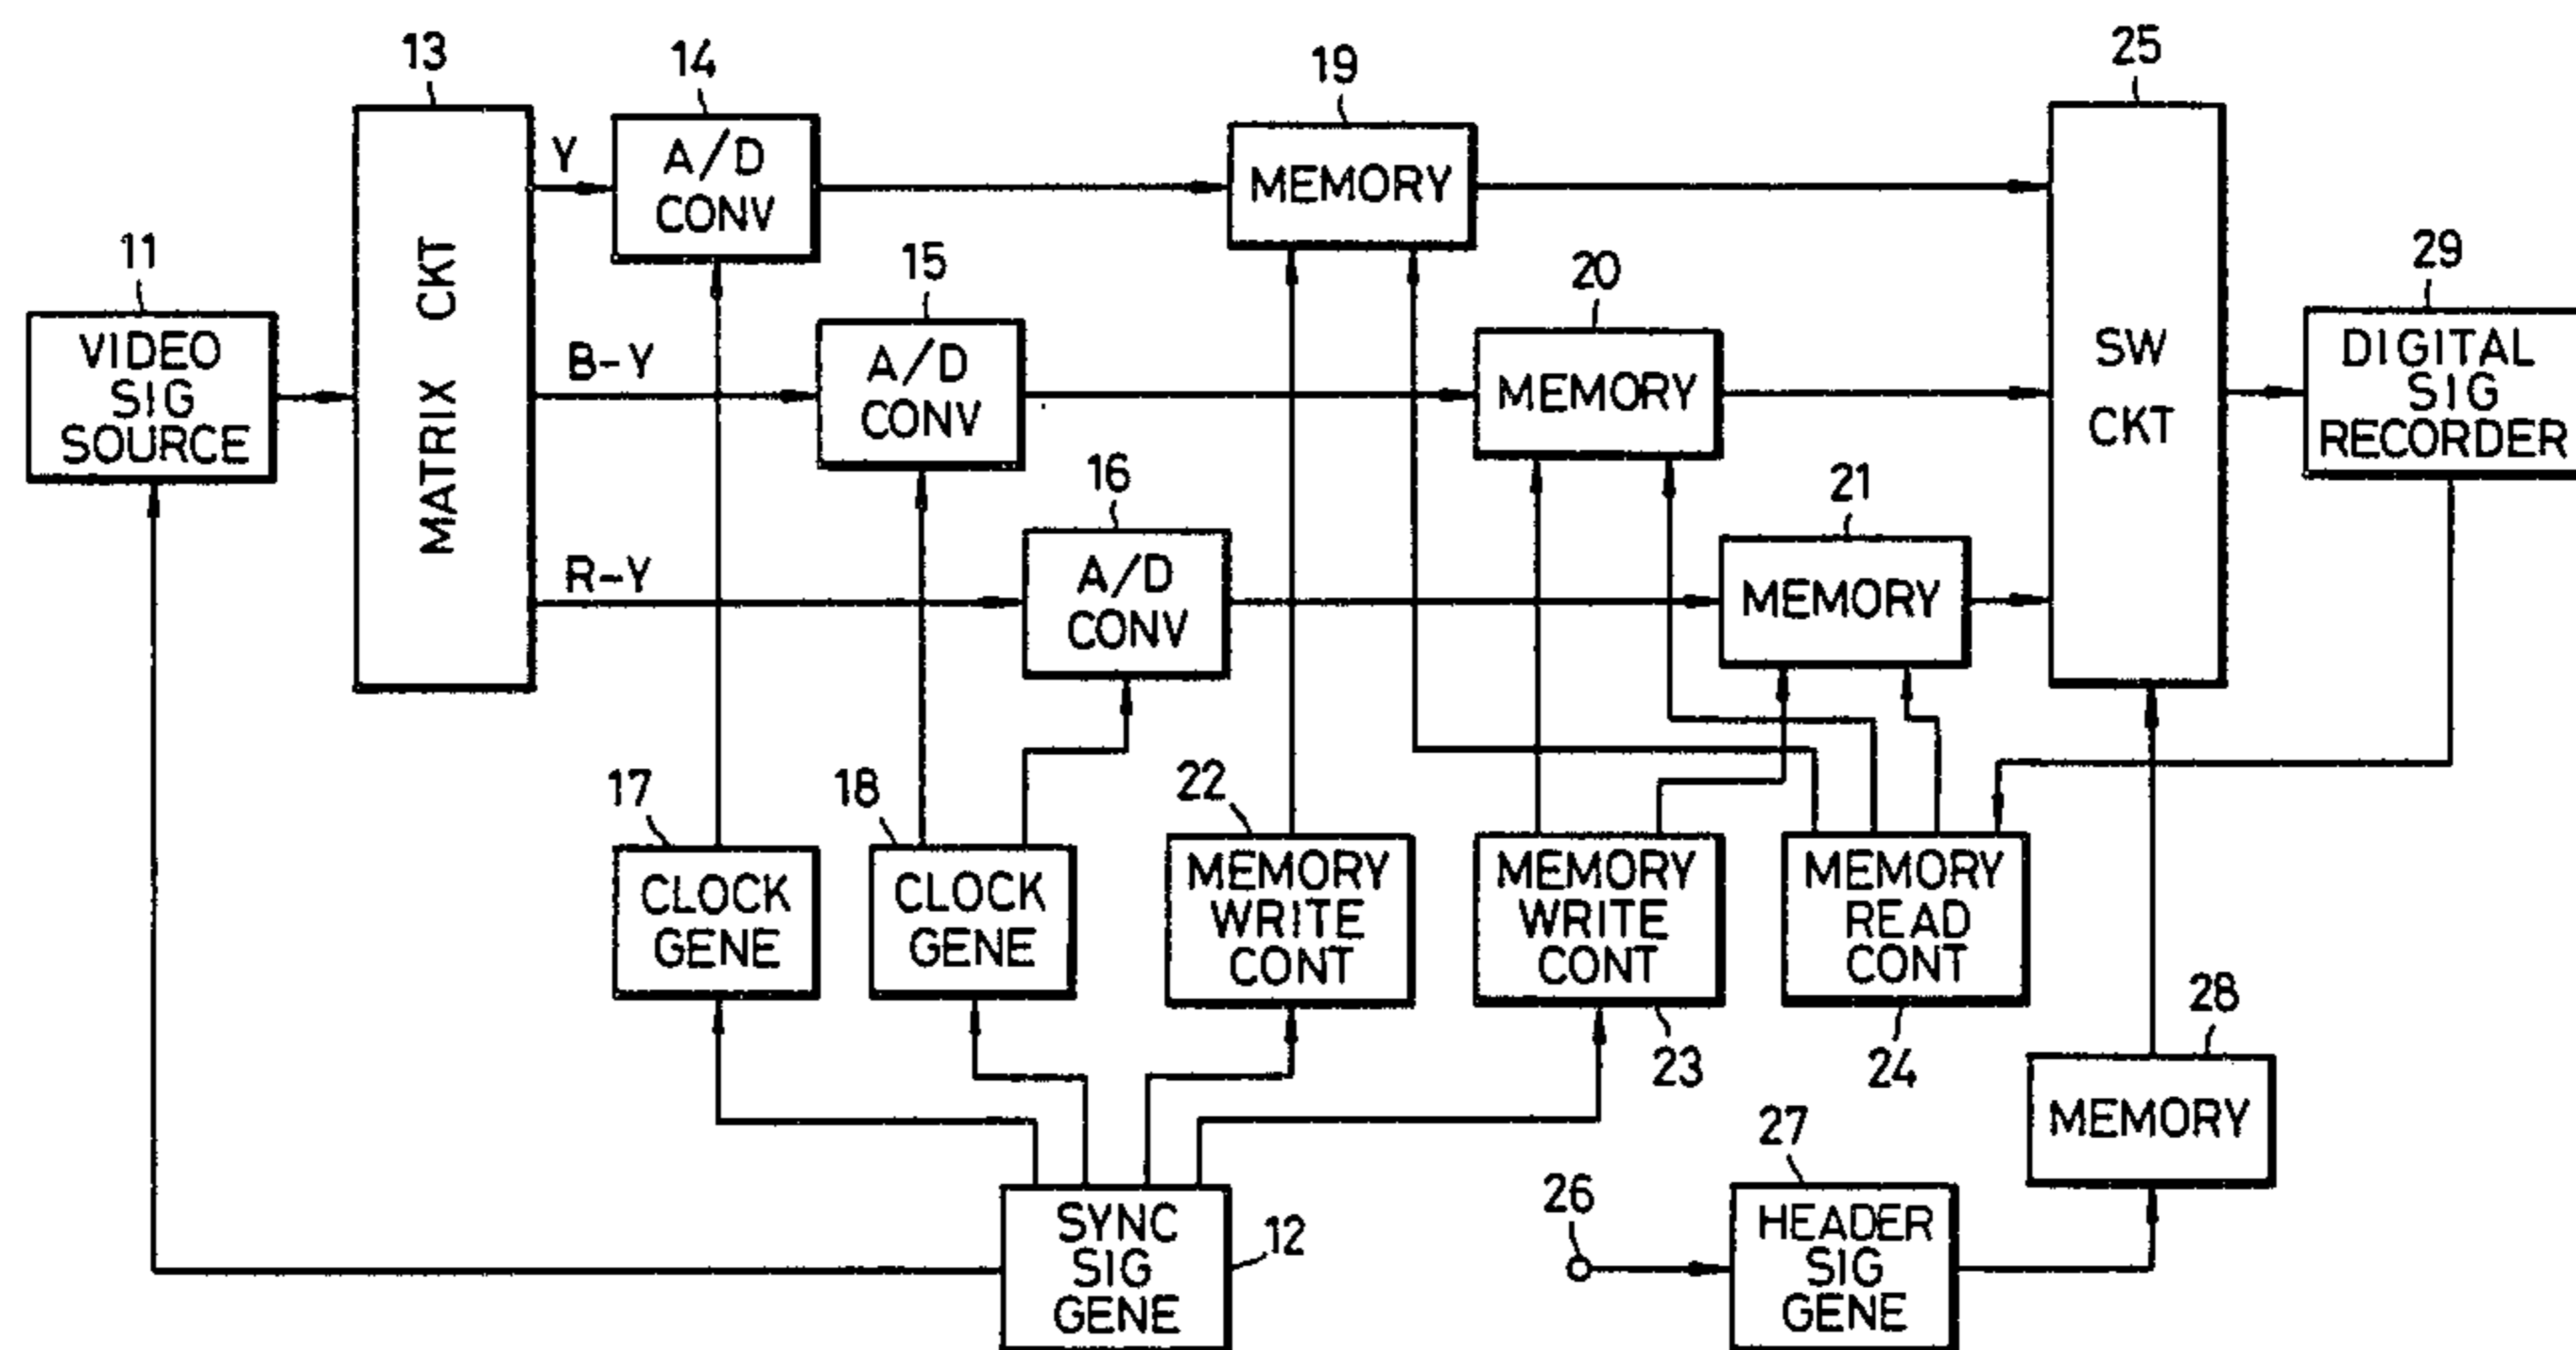 13
14
19
25
Y
A/D
CONV
MEMORY
11
15
20
29
VIDEO
SIG
SOURCE
MATRIX CKT
B-Y
A/D
CONV
MEMORY
SW
CKT
DIGITAL
SIG
RECORDER
16
21
R-Y
A/D
CONV
MEMORY
17
18
22
CLOCK
GENE
CLOCK
GENE
MEMORY
WRITE
CONT
MEMORY
WRITE
CONT
MEMORY
READ
CONT
23
24
28
MEMORY
SYNC
SIG
GENE
12
26
27
HEADER
SIG
GENE